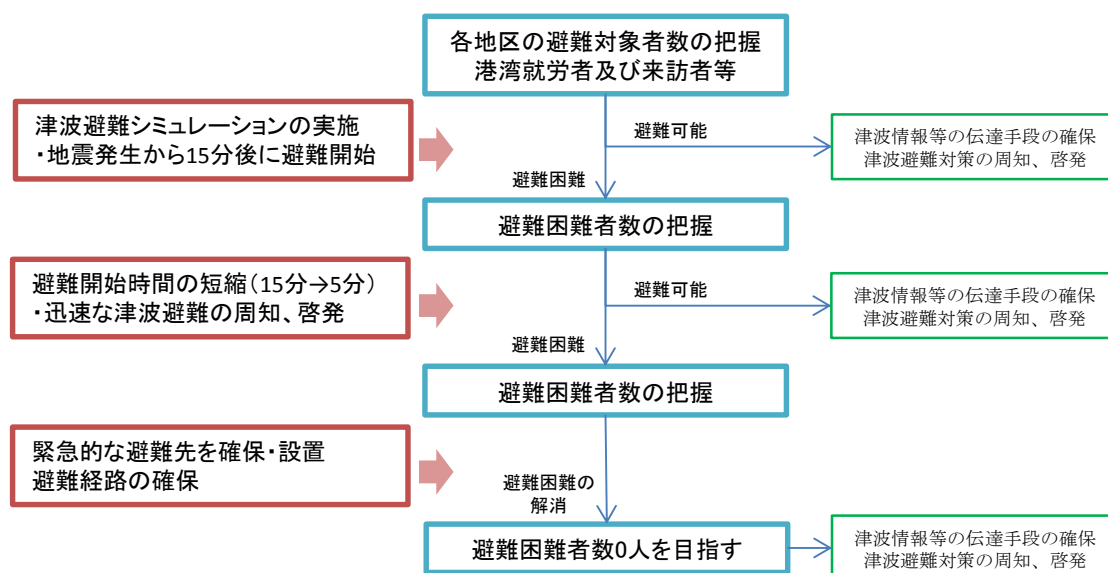 各地区の避難対象者数の把握
港湾就労者及び来訪者等
津波避難シミュレーションの実施
・地震発生から15分後に避難開始
避難可能
津波情報等の伝達手段の確保
津波避難対策の周知、啓発
避難困難
避難困難者数の把握
避難開始時間の短縮（15分→5分）
・迅速な津波避難の周知、啓発
避難可能
津波情報等の伝達手段の確保
津波避難対策の周知、啓発
避難困難
避難困難者数の把握
緊急的な避難先を確保・設置
避難経路の確保
避難困難の
解消
避難困難者数0人を目指す
津波情報等の伝達手段の確保
津波避難対策の周知、啓発